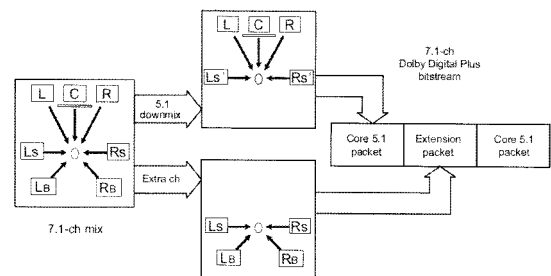 L C R
Ls' Rs'
7.1-ch
Dolby Digital Plus
bitstream
L C R
Ls Rs
LB RB
7.1-ch mix
5.1
downmix
Extra ch
Core 5.1
packet
Extension
packet
Core 5.1
packet
Ls Rs
LB RB